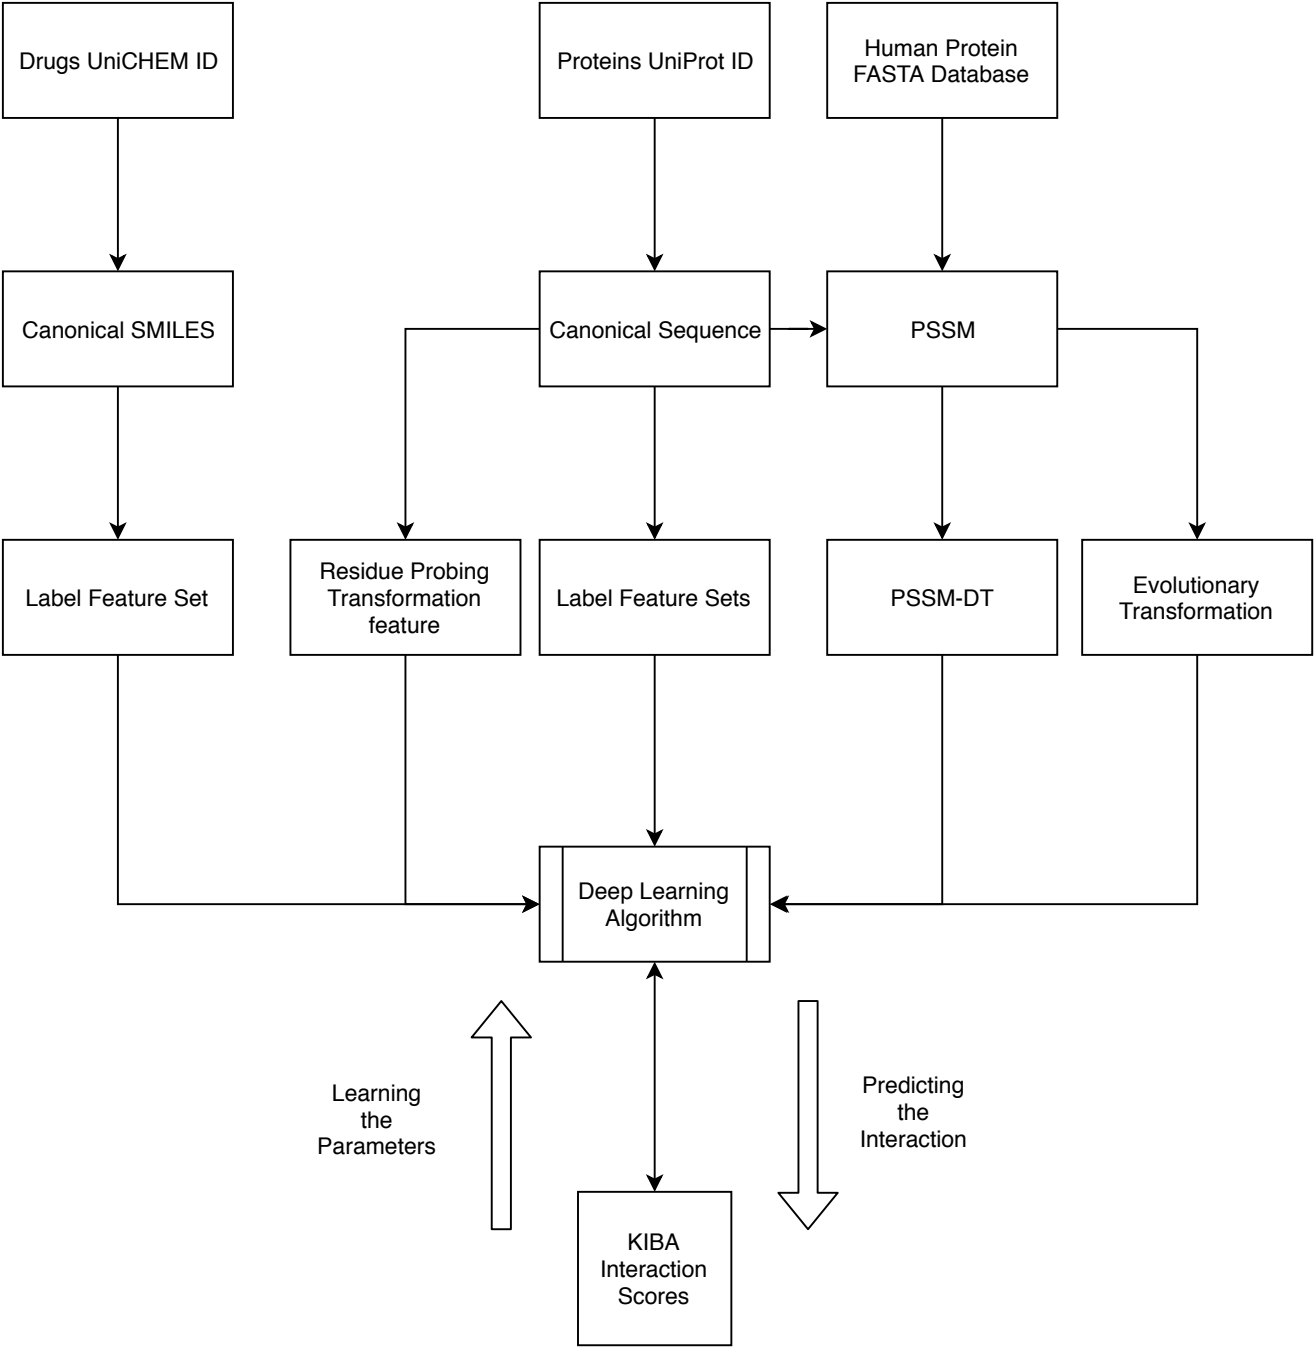 Drugs UniCHEM ID
Proteins UniProt ID
Human Protein
FASTA Database
Canonical SMILES
Canonical Sequence
PSSM
Label Feature Set
Residue Probing
Transformation
feature
Label Feature Sets
PSSM-DT
Evolutionary
Transformation
Deep Learning
Algorithm
Learning
the
Parameters
Predicting
the
Interaction
KIBA
Interaction
Scores